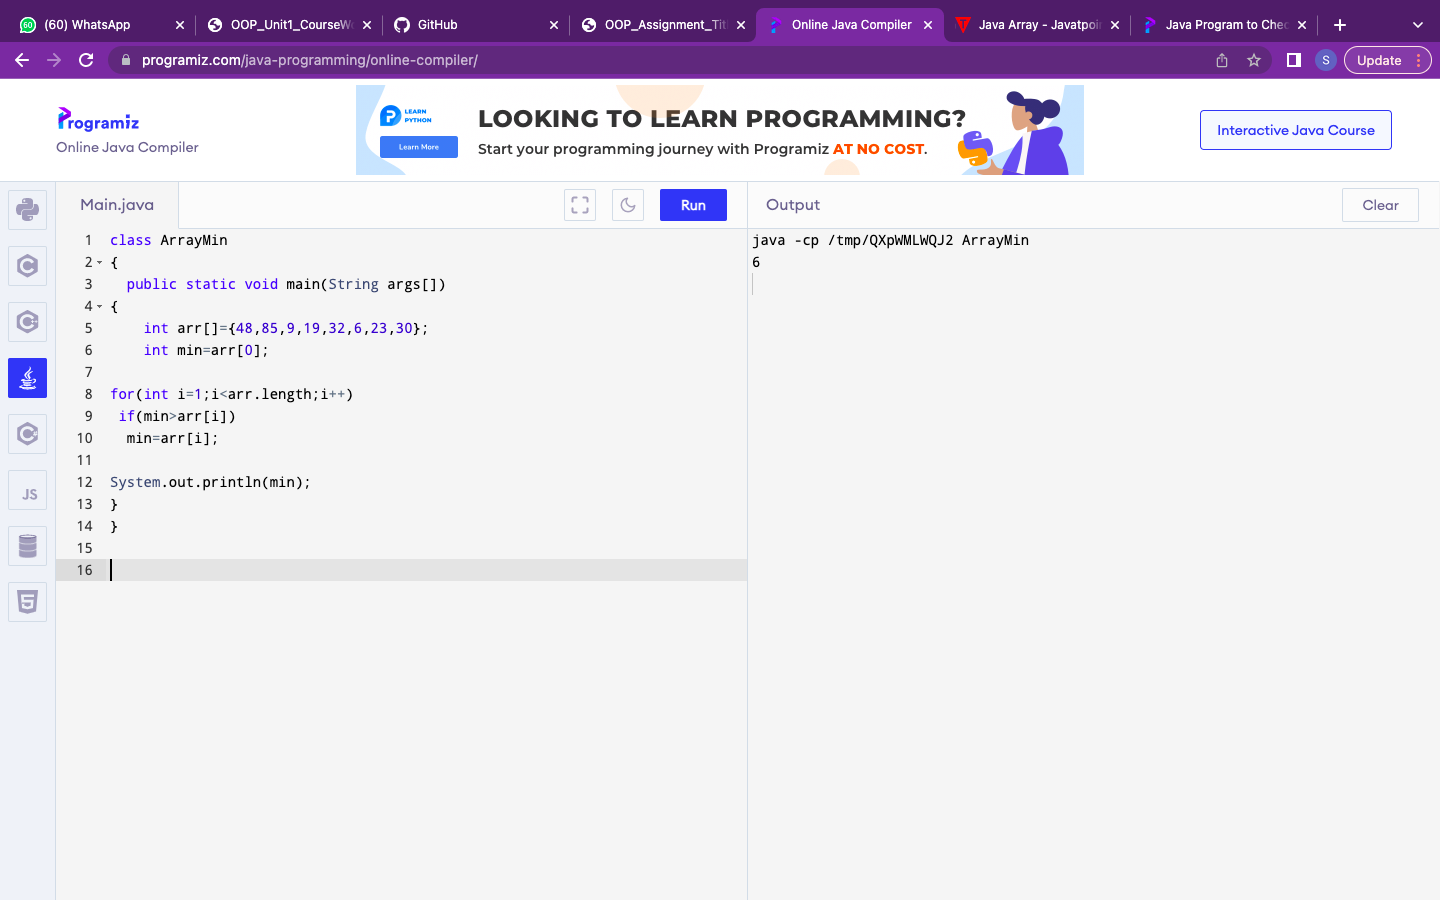 (60) WhatsApp
OOP_Unit1_CourseWo
GitHub
OOP_Assignment_Tit
Online Java Compiler
Java Array - Javatpoin
Java Program to Chec
programiz.com/java-programming/online-compiler/
S
Update
Programiz
Online Java Compiler
LEARN
PYTHON
Learn More
LOOKING TO LEARN PROGRAMMING?
Start your programming journey with Programiz AT NO COST.
Interactive Java Course
Main.java
Run
Output
Clear
JS
1 class ArrayMin
2 {
3 public static void main(String args[])
4 {
5 int arr[]={48,85,9,19,32,6,23,30};
6 int min=arr[0];
7
8 for(int i=1;i<arr.length;i++)
9 if(min>arr[i])
10 min=arr[i];
11
12 System.out.println(min);
13 }
14 }
15
16
java -cp /tmp/QXpWMLWQJ2 ArrayMin
6